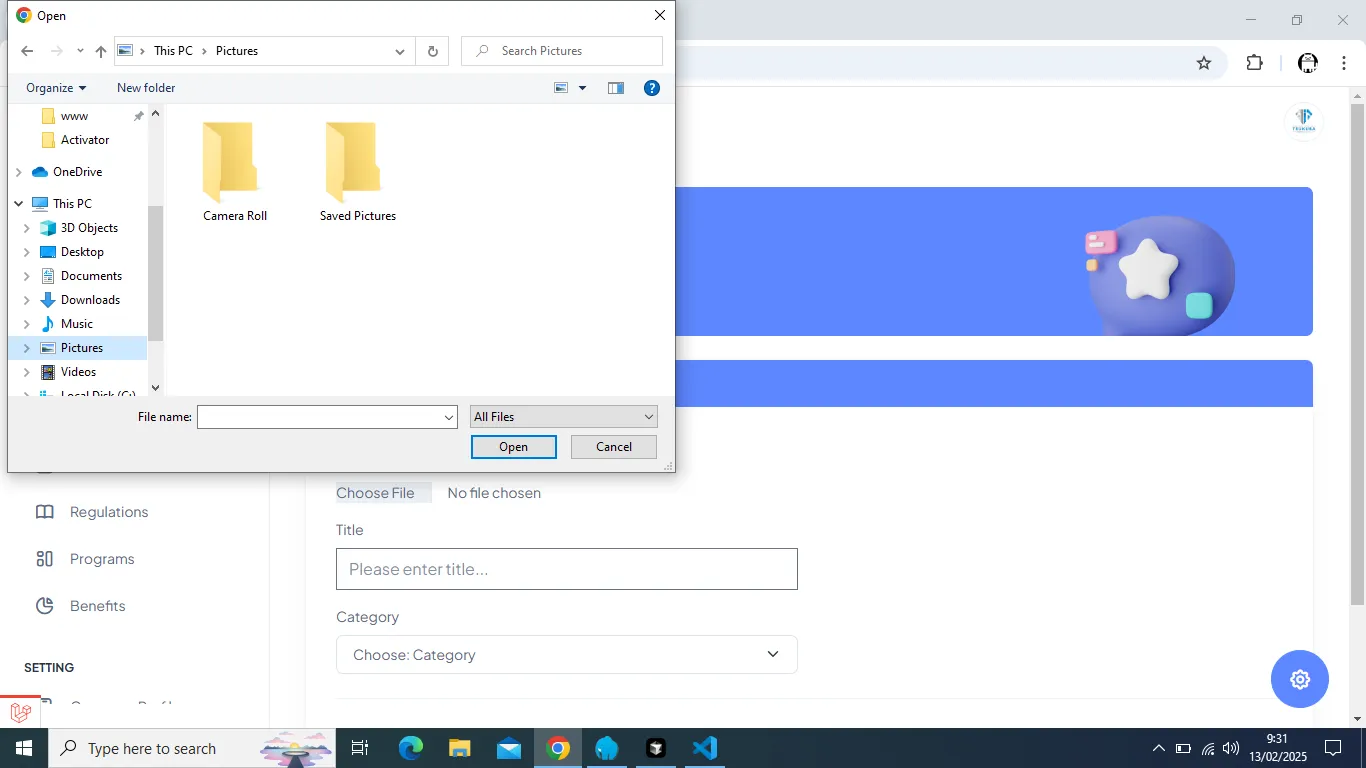 Open
This PC
Pictures
Search Pictures
Organize
New folder
?
www
Activator
OneDrive
This PC
3D Objects
Desktop
Documents
Downloads
Music
Pictures
Videos
Local Disk (C:)
Camera Roll
Saved Pictures
File name:
All Files
Open
Cancel
Choose File
No file chosen
Title
Please enter title...
Category
Choose: Category
Regulations
Programs
Benefits
SETTING
Type here to search
9:31
13/02/2025